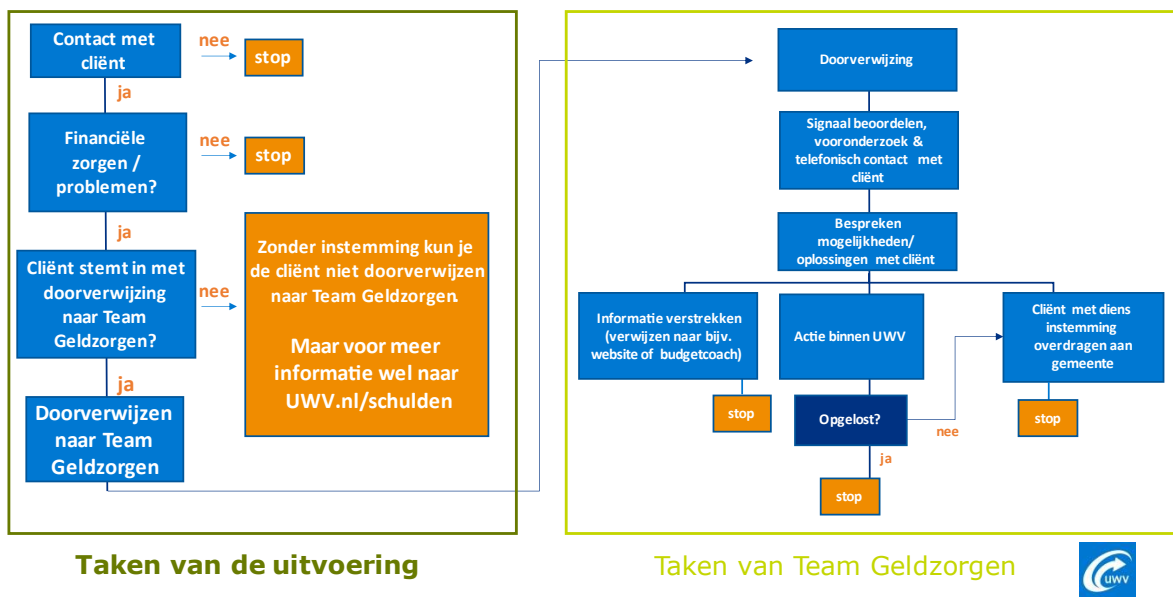 Contact met
cliënt
nee
stop
ja
Financiële
zorgen /
problemen?
nee
stop
ja
Cliënt stemt in met
doorverwijzing
naar Team
Geldzorgen?
nee
Zonder instemming kun je
de cliënt niet doorverwijzen
naar Team Geldzorgen.
Maar voor meer
informatie wel naar
UWV.nl/schulden
ja
Doorverwijzen
naar Team
Geldzorgen
Taken van de uitvoering
Doorverwijzing
Signaal beoordelen,
vooronderzoek &
telefonisch contact met
cliënt
Bespreken
mogelijkheden/
oplossingen met cliënt
Informatie verstrekken
(verwijzen naar bijv.
website of budgetcoach)
stop
Actie binnen UWV
Opgelost?
nee
ja
stop
Cliënt met diens
instemming
overdragen aan
gemeente
stop
Taken van Team Geldzorgen
UWV